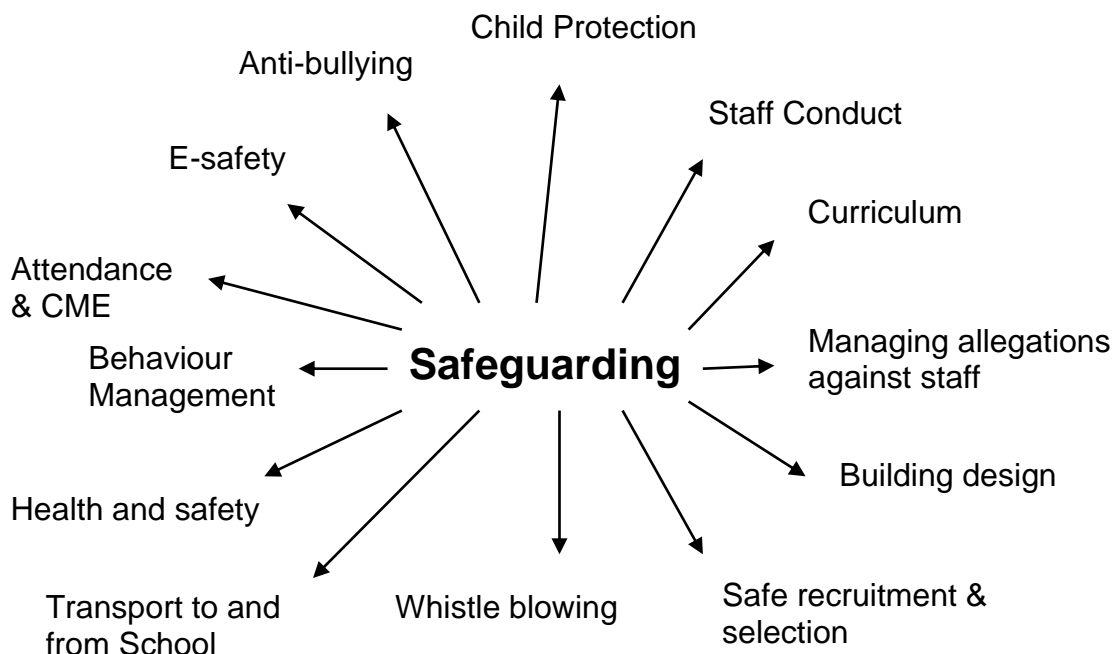 Child Protection
Anti-bullying
Staff Conduct
E-safety
Curriculum
Attendance
& CME
Managing allegations
against staff
Behaviour
Management
Safeguarding
Building design
Health and safety
Transport to and
from School
Whistle blowing
Safe recruitment &
selection